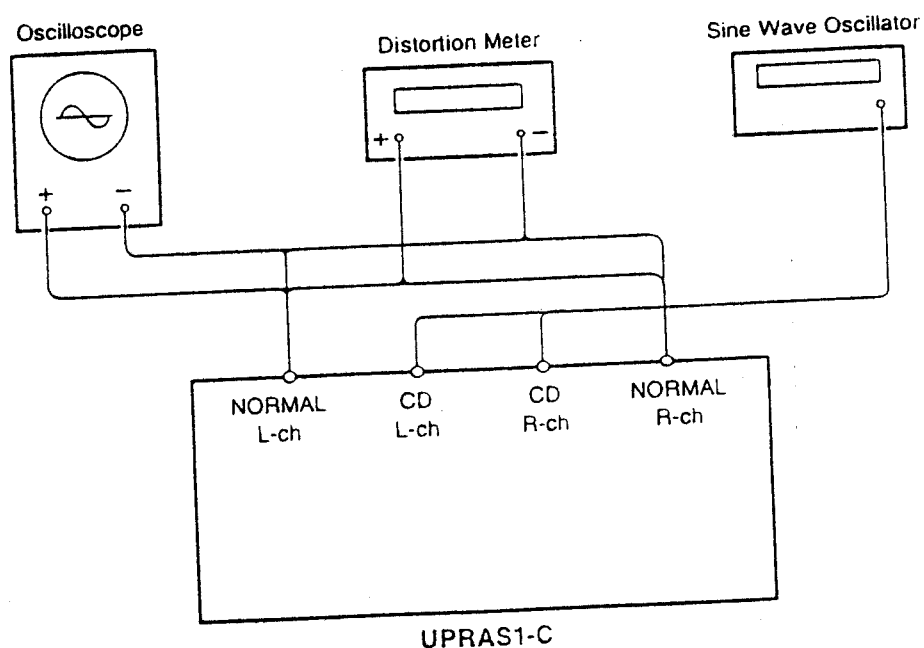 Oscilloscope
Distortion Meter
Sine Wave Oscillator
+ −
+ −
NORMAL
L-ch
CD
L-ch
CD
R-ch
NORMAL
R-ch
UPRAS1-C